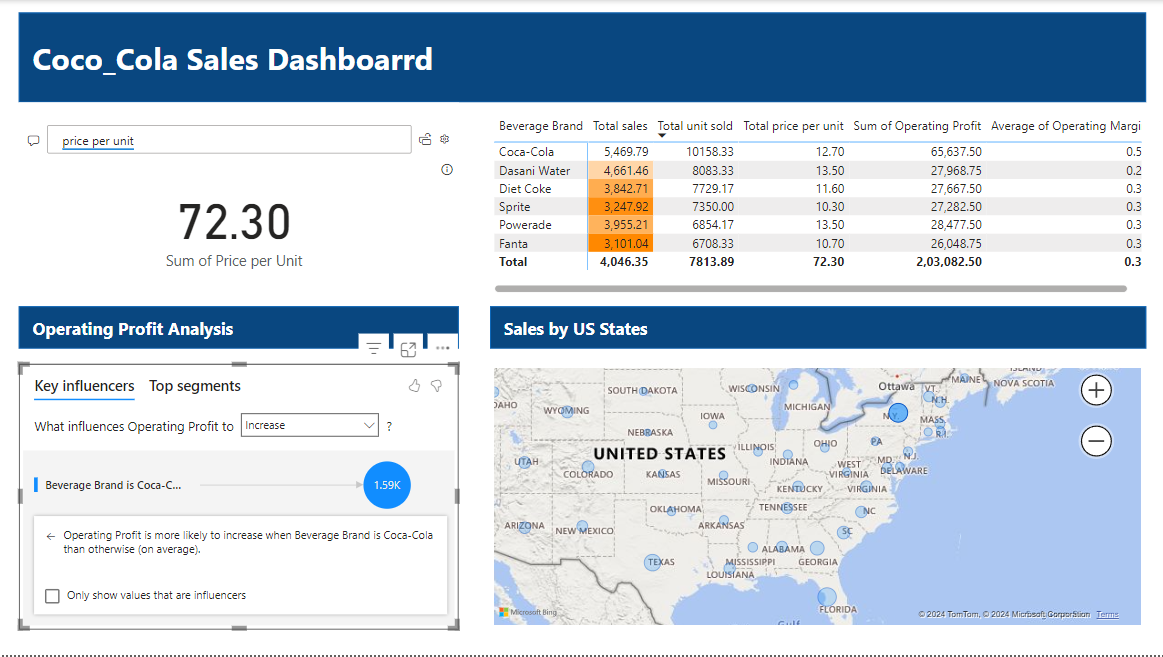 Coco_Cola Sales Dashboarrd
price per unit
72.30
Sum of Price per Unit
Beverage Brand Total sales Total unit sold Total price per unit Sum of Operating Profit Average of Operating Margi
Coca-Cola 5,469.79 10158.33 12.70 65,637.50 0.5
Dasani Water 4,661.46 8083.33 13.50 27,968.75 0.2
Diet Coke 3,842.71 7729.17 11.60 27,667.50 0.3
Sprite 3,247.92 7350.00 10.30 27,282.50 0.3
Powerade 3,955.21 6854.17 13.50 28,477.50 0.3
Fanta 3,101.04 6708.33 10.70 26,048.75 0.3
Total 4,046.35 7813.89 72.30 2,03,082.50 0.3
Operating Profit Analysis
Key influencers Top segments
What influences Operating Profit to Increase ?
Beverage Brand is Coca-C... 1.59K
Operating Profit is more likely to increase when Beverage Brand is Coca-Cola
than otherwise (on average).
Only show values that are influencers
Sales by US States
Ottawa MAINE NOVA SCOTIA
SOUTH DAKOTA WISCONSIN VT. N.H.
DAHO WYOMING MICHIGAN
IOWA N.Y. MASS.
NEBRASKA R.I.
UNITED STATES ILLINOIS OHIO PA
UTAH INDIANA MD. N.J.
COLORADO KANSAS MISSOURI WEST VIRGINIA DELAWARE
KENTUCKY VIRGINIA
OKLAHOMA TENNESSEE NC
ARIZONA NEW MEXICO ARKANSAS SC
ALABAMA
TEXAS MISSISSIPPI GEORGIA
LOUISIANA
FLORIDA
Microsoft Bing © 2024 TomTom, © 2024 Microsoft Corporation Terms